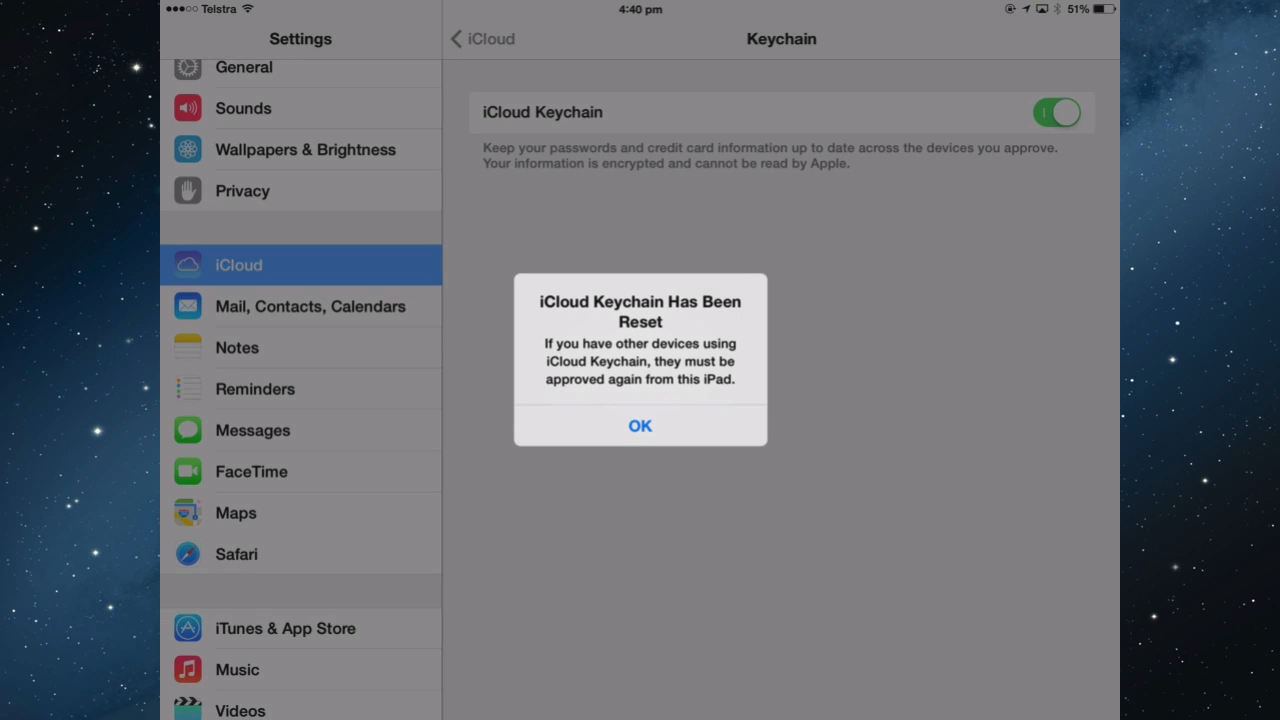 Telstra
4:40 pm
51%
Settings
iCloud
Keychain
General
Sounds
Wallpapers & Brightness
Privacy
iCloud
Mail, Contacts, Calendars
Notes
Reminders
Messages
FaceTime
Maps
Safari
iTunes & App Store
Music
Videos
iCloud Keychain
Keep your passwords and credit card information up to date across the devices you approve.
Your information is encrypted and cannot be read by Apple.
iCloud Keychain Has Been
Reset
If you have other devices using
iCloud Keychain, they must be
approved again from this iPad.
OK